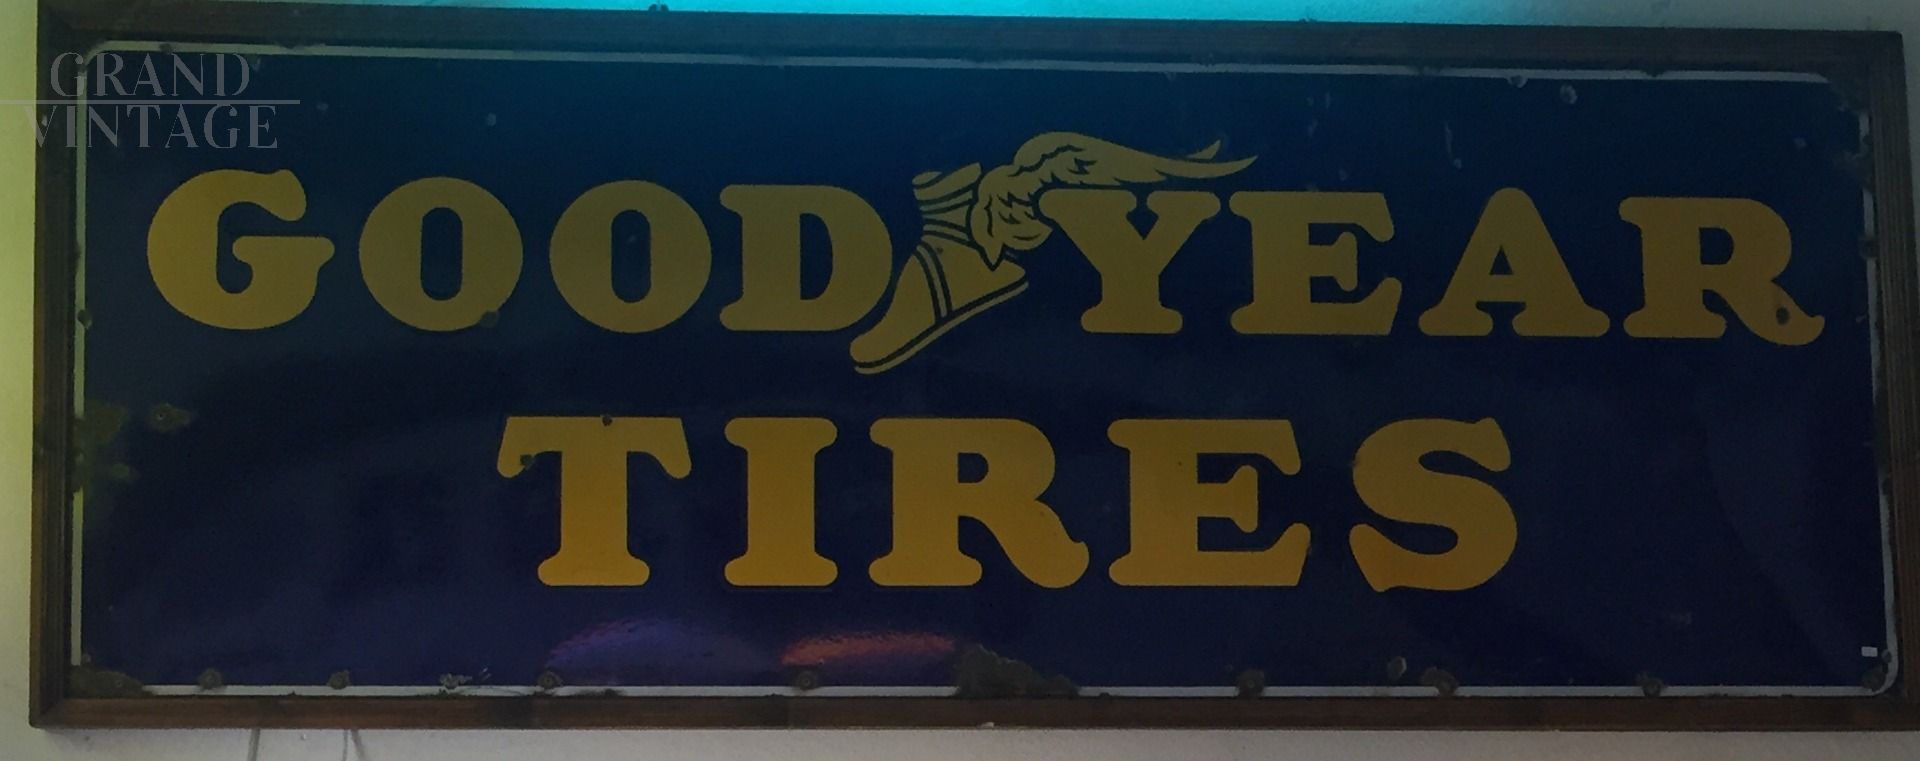 GRAND
VINTAGE
GOOD YEAR
TIRES